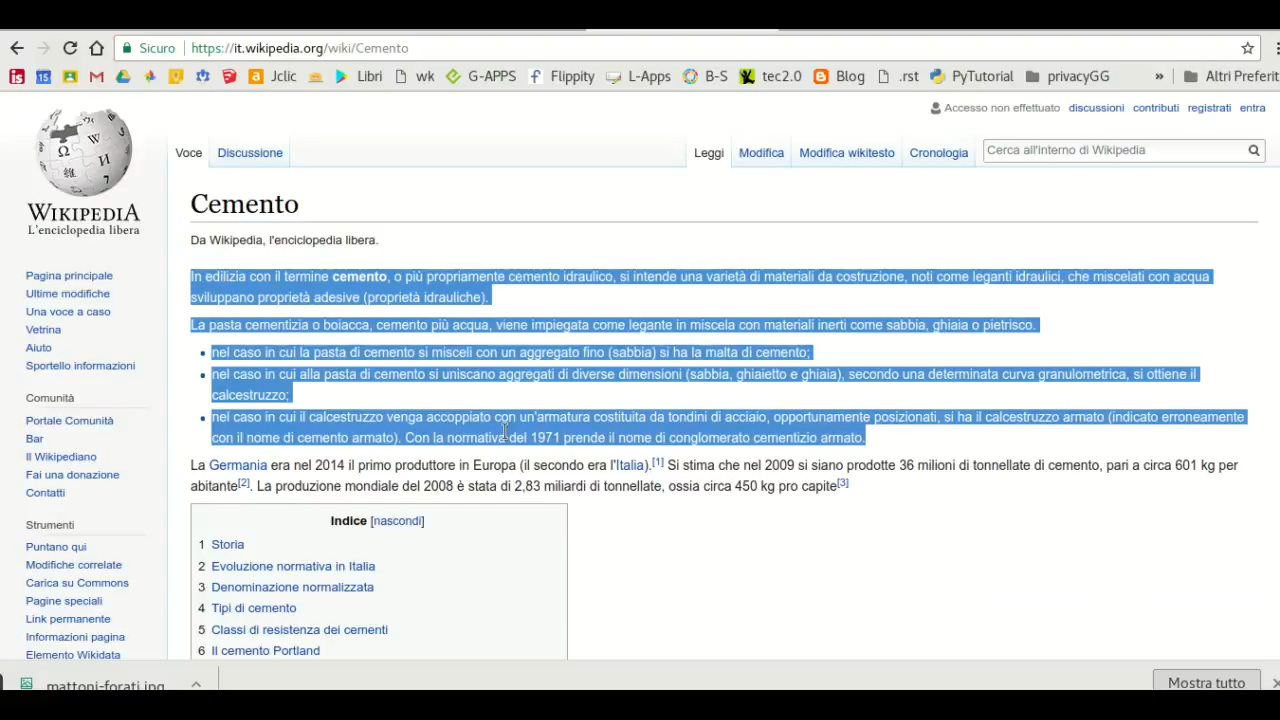 Sicuro https://it.wikipedia.org/wiki/Cemento
Jclic Libri wk G-APPS Flippity L-Apps B-S tec2.0 Blog .rst PyTutorial privacyGG » Altri Preferit
Accesso non effettuato discussioni contributi registrati entra
Voce Discussione Leggi Modifica Modifica wikitesto Cronologia Cerca all'interno di Wikipedia
WIKIPEDIA
L'enciclopedia libera
Cemento
Da Wikipedia, l'enciclopedia libera.
In edilizia con il termine cemento, o più propriamente cemento idraulico, si intende una varietà di materiali da costruzione, noti come leganti idraulici, che miscelati con acqua
sviluppano proprietà adesive (proprietà idrauliche).
La pasta cementizia o boiacca, cemento più acqua, viene impiegata come legante in miscela con materiali inerti come sabbia, ghiaia o pietrisco.
nel caso in cui la pasta di cemento si misceli con un aggregato fino (sabbia) si ha la malta di cemento;
nel caso in cui alla pasta di cemento si uniscano aggregati di diverse dimensioni (sabbia, ghiaietto e ghiaia), secondo una determinata curva granulometrica, si ottiene il
calcestruzzo;
nel caso in cui il calcestruzzo venga accoppiato con un'armatura costituita da tondini di acciaio, opportunamente posizionati, si ha il calcestruzzo armato (indicato erroneamente
con il nome di cemento armato). Con la normativa del 1971 prende il nome di conglomerato cementizio armato.
La Germania era nel 2014 il primo produttore in Europa (il secondo era l'Italia).[1] Si stima che nel 2009 si siano prodotte 36 milioni di tonnellate di cemento, pari a circa 601 kg per
abitante[2]. La produzione mondiale del 2008 è stata di 2,83 miliardi di tonnellate, ossia circa 450 kg pro capite[3]
Indice [nascondi]
1 Storia
2 Evoluzione normativa in Italia
3 Denominazione normalizzata
4 Tipi di cemento
5 Classi di resistenza dei cementi
6 Il cemento Portland
Pagina principale
Ultime modifiche
Una voce a caso
Vetrina
Aiuto
Sportello informazioni
Comunità
Portale Comunità
Bar
Il Wikipediano
Fai una donazione
Contatti
Strumenti
Puntano qui
Modifiche correlate
Carica su Commons
Pagine speciali
Link permanente
Informazioni pagina
Elemento Wikidata
mattoni-forati.jpg Mostra tutto